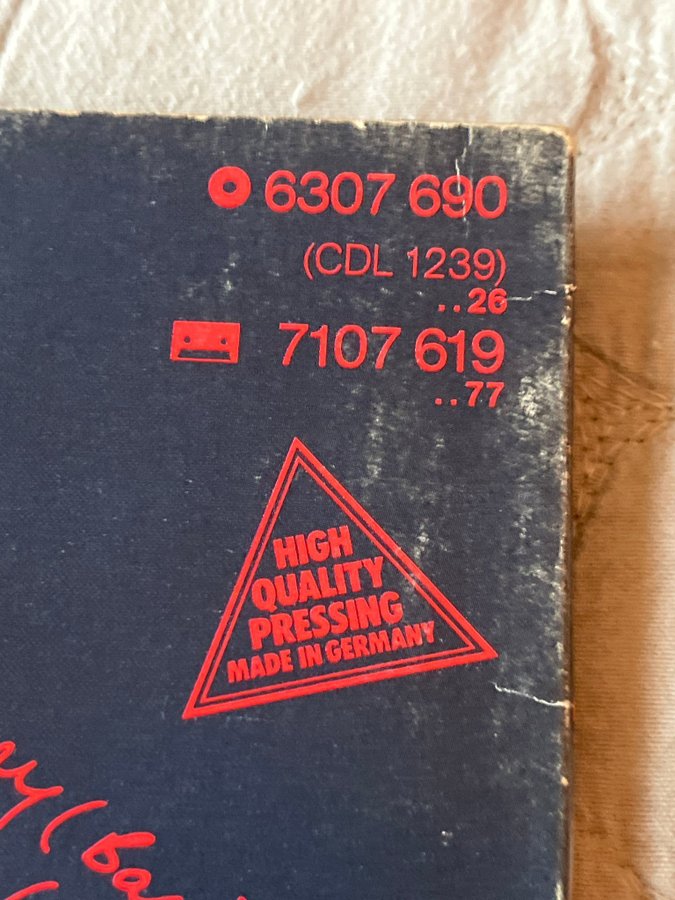 6307 690
(CDL 1239)
..26
7107 619
..77
HIGH
QUALITY
PRESSING
MADE IN GERMANY